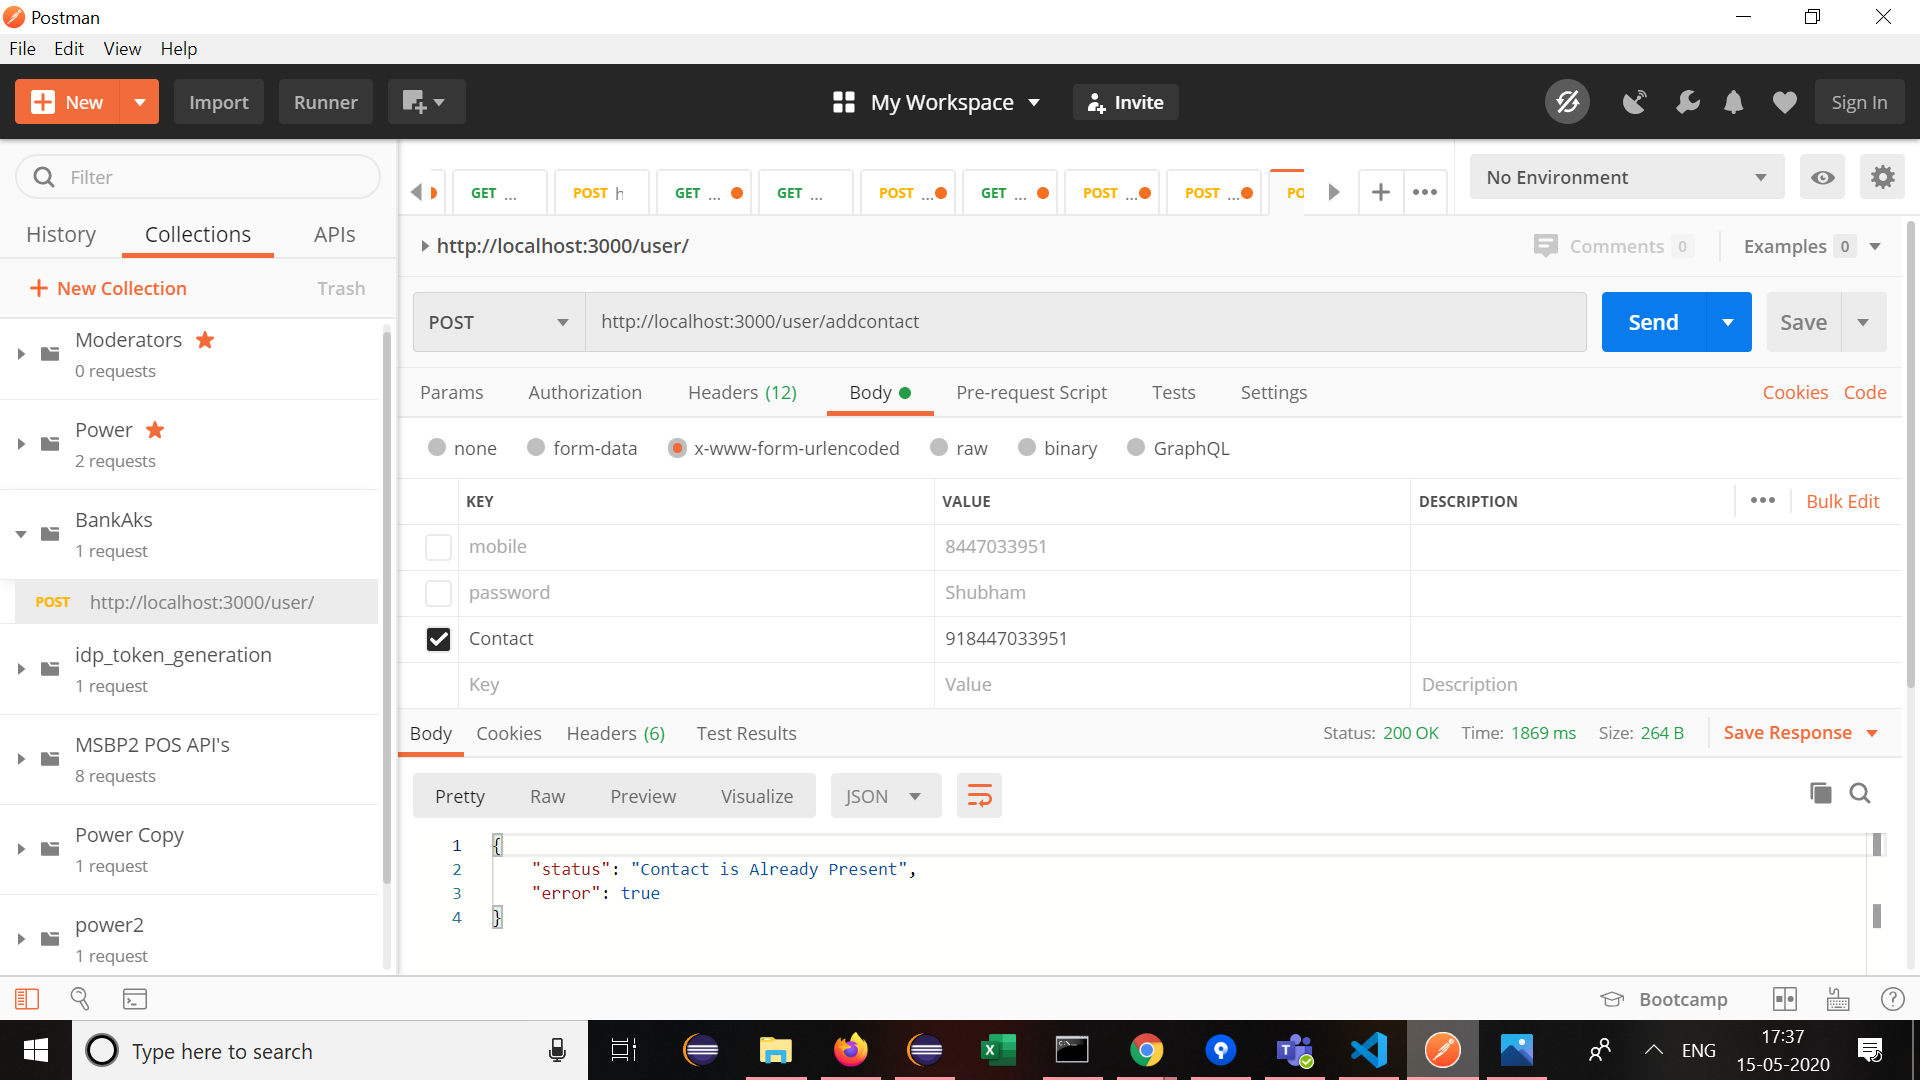 Postman
File Edit View Help
New Import Runner My Workspace Invite Sign In
Filter
GET ... POST h GET ... GET ... POST ... GET ... POST ... POST ... PO
No Environment
History Collections APIs
New Collection Trash
Moderators
0 requests
Power
2 requests
BankAks
1 request
POST http://localhost:3000/user/
idp_token_generation
1 request
MSBP2 POS API's
8 requests
Power Copy
1 request
power2
1 request
http://localhost:3000/user/ Comments 0 Examples 0
POST http://localhost:3000/user/addcontact Send Save
Params Authorization Headers (12) Body Pre-request Script Tests Settings Cookies Code
none form-data x-www-form-urlencoded raw binary GraphQL
KEY VALUE DESCRIPTION Bulk Edit
mobile 8447033951
password Shubham
Contact 918447033951
Key Value Description
Body Cookies Headers (6) Test Results Status: 200 OK Time: 1869 ms Size: 264 B Save Response
Pretty Raw Preview Visualize JSON
1 {
2 "status": "Contact is Already Present",
3 "error": true
4 }
Bootcamp
Type here to search
ENG
17:37
15-05-2020